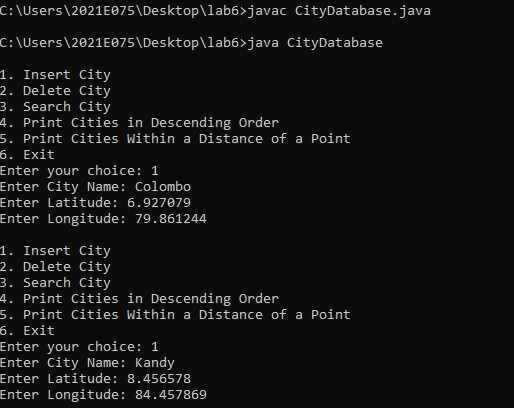 C:\Users\2021E075\Desktop\lab6>javac CityDatabase.java
C:\Users\2021E075\Desktop\lab6>java CityDatabase
1. Insert City
2. Delete City
3. Search City
4. Print Cities in Descending Order
5. Print Cities Within a Distance of a Point
6. Exit
Enter your choice: 1
Enter City Name: Colombo
Enter Latitude: 6.927079
Enter Longitude: 79.861244
1. Insert City
2. Delete City
3. Search City
4. Print Cities in Descending Order
5. Print Cities Within a Distance of a Point
6. Exit
Enter your choice: 1
Enter City Name: Kandy
Enter Latitude: 8.456578
Enter Longitude: 84.457869